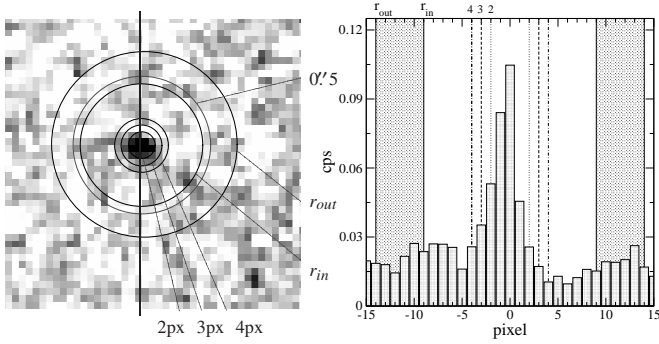 0″.5
r_out
r_in
2px 3px 4px
r_out r_in 4 3 2
0.12
0.09
0.06
0.03
0
cps
-15 -10 -5 0 5 10 15
pixel